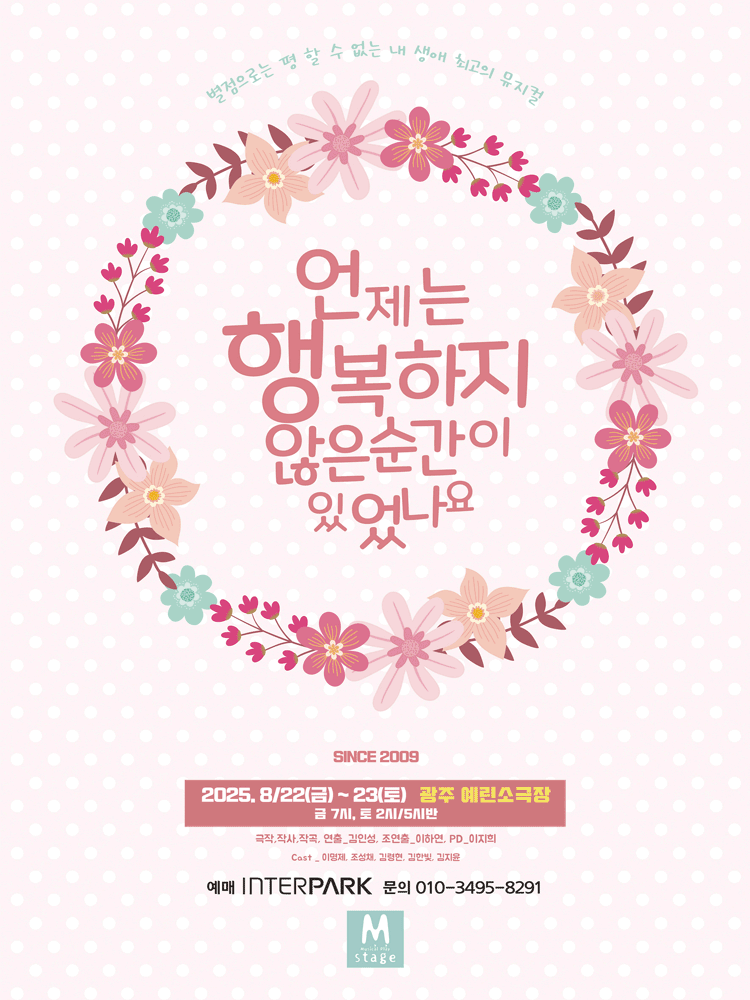 별점으로는 평 할 수 없는 내 생애 최고의 뮤지컬
언제는
행복하지
않은순간이
있었나요
SINCE 2009
2025. 8/22(금) ~ 23(토) 광주 예린소극장
금 7시, 토 2시/5시반
극작,작사,작곡, 연출_김인성, 조연출_이하연, PD_이지희
Cast _ 이명제, 조성채, 김령현, 김한빛, 김지윤
예매 INTERPARK 문의 010-3495-8291
M
stage